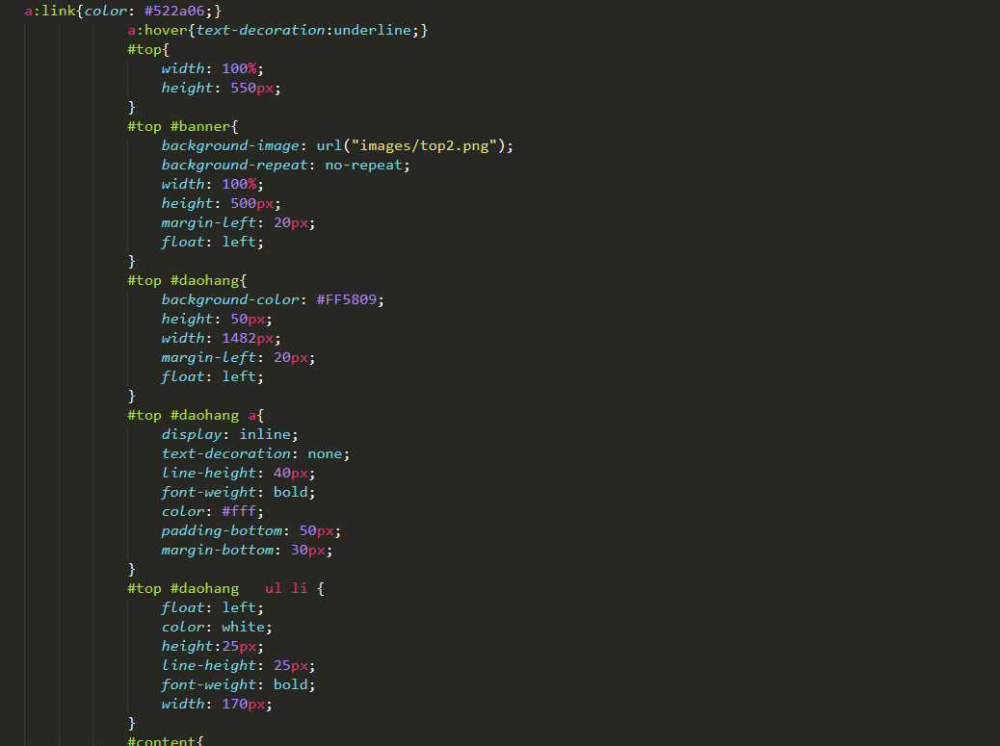 a:link{color: #522a06;}
a:hover{text-decoration:underline;}
#top{
width: 100%;
height: 550px;
}
#top #banner{
background-image: url("images/top2.png");
background-repeat: no-repeat;
width: 100%;
height: 500px;
margin-left: 20px;
float: left;
}
#top #daohang{
background-color: #FF5809;
height: 50px;
width: 1482px;
margin-left: 20px;
float: left;
}
#top #daohang a{
display: inline;
text-decoration: none;
line-height: 40px;
font-weight: bold;
color: #fff;
padding-bottom: 50px;
margin-bottom: 30px;
}
#top #daohang   ul li {
float: left;
color: white;
height:25px;
line-height: 25px;
font-weight: bold;
width: 170px;
}
#content{